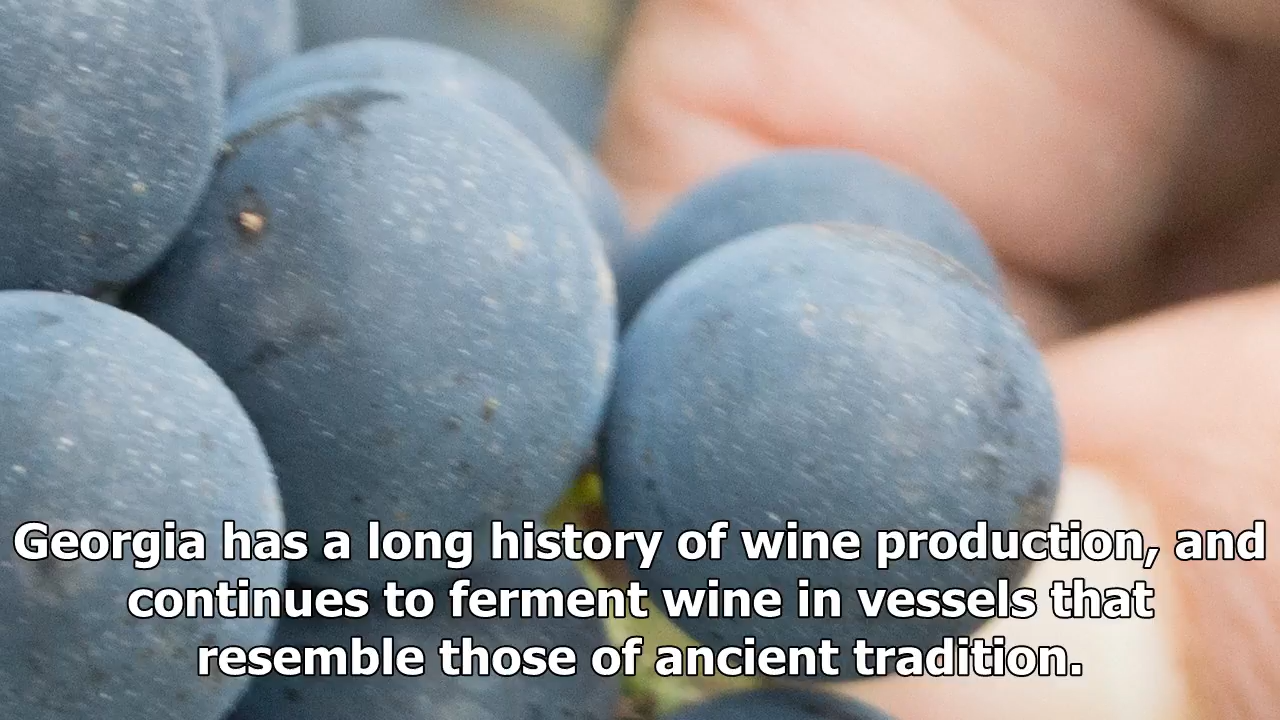 Georgia has a long history of wine production, and
continues to ferment wine in vessels that
resemble those of ancient tradition.